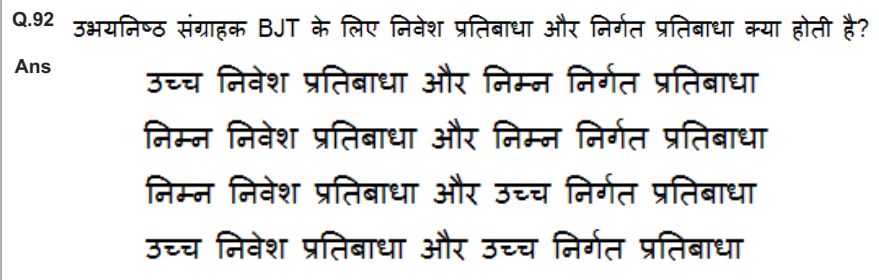 Q.92 उभयनिष्ठ संग्राहक BJT के लिए निवेश प्रतिबाधा और निर्गत प्रतिबाधा क्या होती है?
Ans
उच्च निवेश प्रतिबाधा और निम्न निर्गत प्रतिबाधा
निम्न निवेश प्रतिबाधा और निम्न निर्गत प्रतिबाधा
निम्न निवेश प्रतिबाधा और उच्च निर्गत प्रतिबाधा
उच्च निवेश प्रतिबाधा और उच्च निर्गत प्रतिबाधा